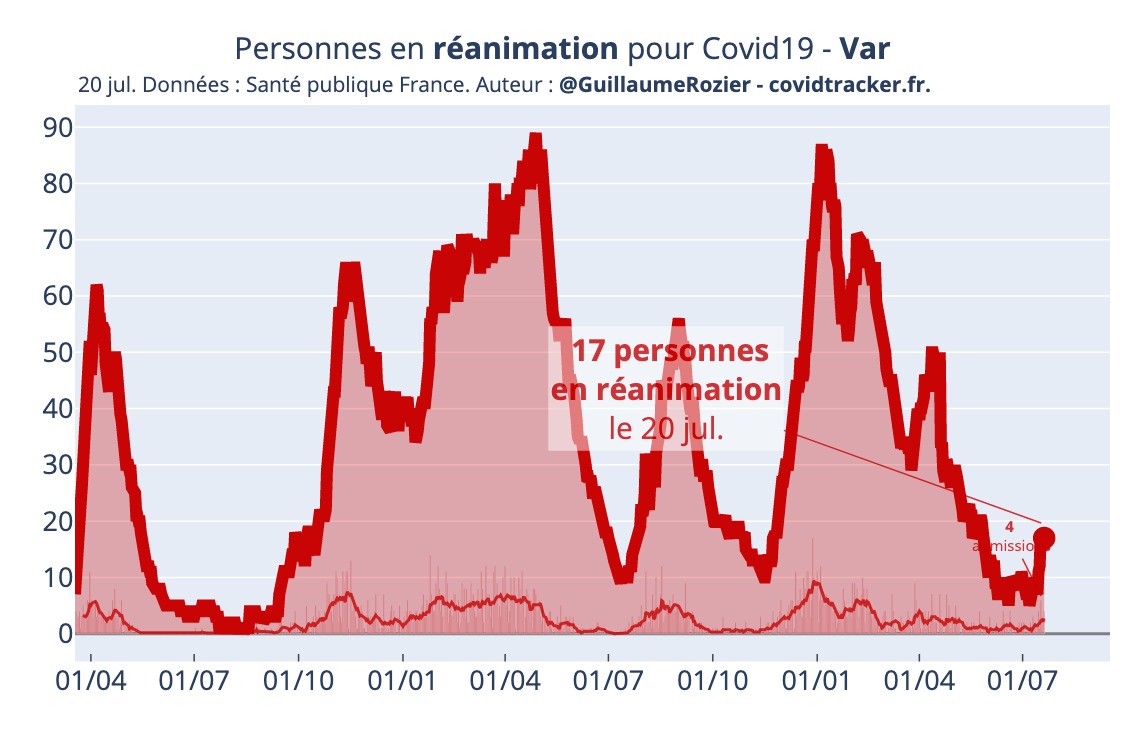 Personnes en réanimation pour Covid19 - Var
20 jul. Données : Santé publique France. Auteur : @GuillaumeRozier - covidtracker.fr.
90
80
70
60
50
40
30
20
10
0
17 personnes
en réanimation
le 20 jul.
4
01/04 01/07 01/10 01/01 01/04 01/07 01/10 01/01 01/04 01/07